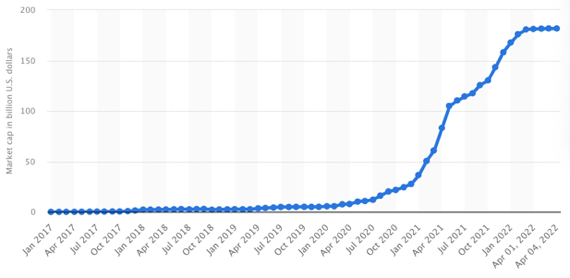 Market cap in billion U.S. dollars
200
150
100
50
0
Jan 2017
Apr 2017
Jul 2017
Oct 2017
Jan 2018
Apr 2018
Jul 2018
Oct 2018
Jan 2019
Apr 2019
Jul 2019
Oct 2019
Jan 2020
Apr 2020
Jul 2020
Oct 2020
Jan 2021
Apr 2021
Jul 2021
Oct 2021
Jan 2022
Apr 01, 2022
Apr 04, 2022